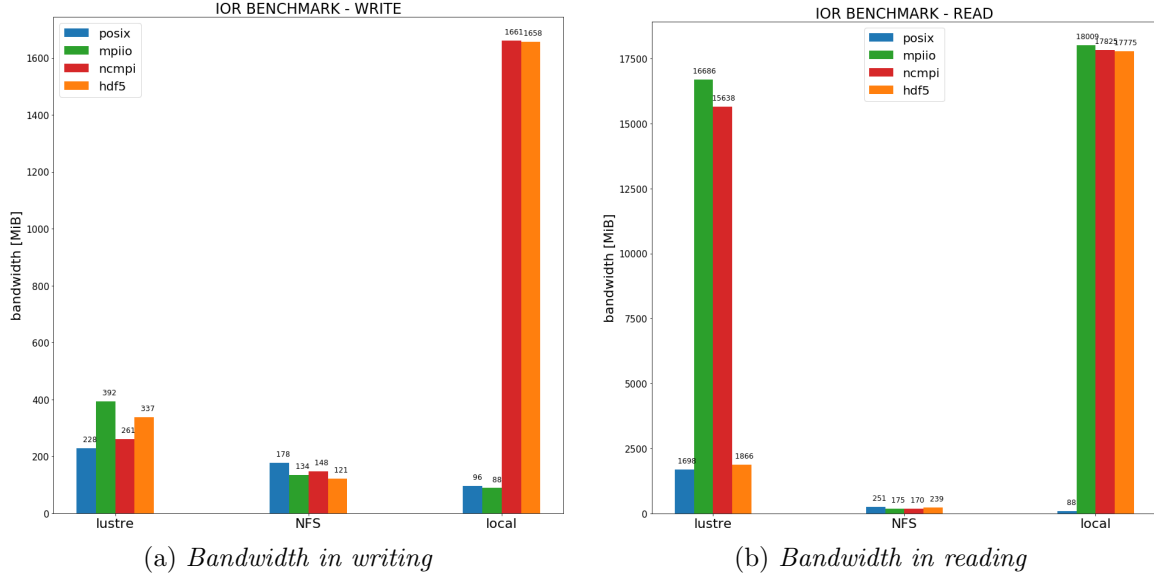 IOR BENCHMARK - WRITE
posix
mpiio
ncmpi
hdf5
bandwidth [MiB]
1600
1400
1200
1000
800
600
400
200
0
228
392
261
337
178
134
148
121
96
88
1661
1658
lustre
NFS
local
(a) Bandwidth in writing
IOR BENCHMARK - READ
posix
mpiio
ncmpi
hdf5
bandwidth [MiB]
17500
15000
12500
10000
7500
5000
2500
0
1698
16686
15638
1866
251
175
170
239
88
18009
17825
17775
lustre
NFS
local
(b) Bandwidth in reading